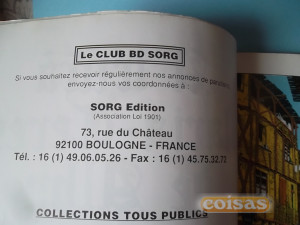 Le CLUB BD SORG
Si vous souhaitez recevoir régulièrement nos annonces de parutions,
envoyez-nous vos coordonnées à :
SORG Edition
(Association Loi 1901)
73, rue du Château
92100 BOULOGNE - FRANCE
Tél. : 16 (1) 49.06.05.26 - Fax : 16 (1) 45.75.32.72
COLLECTIONS TOUS PUBLICS
coisas